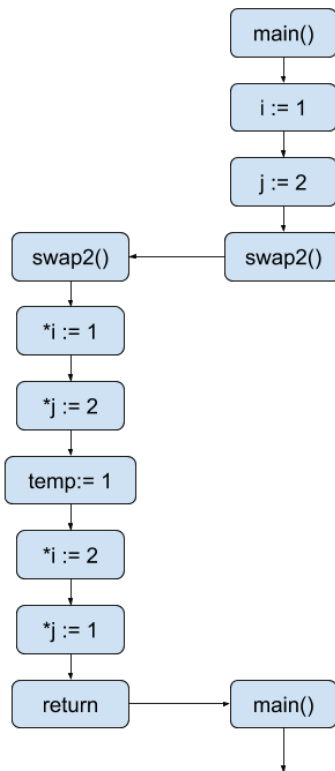 main()
i := 1
j := 2
swap2()
swap2()
*i := 1
*j := 2
temp:= 1
*i := 2
*j := 1
return
main()